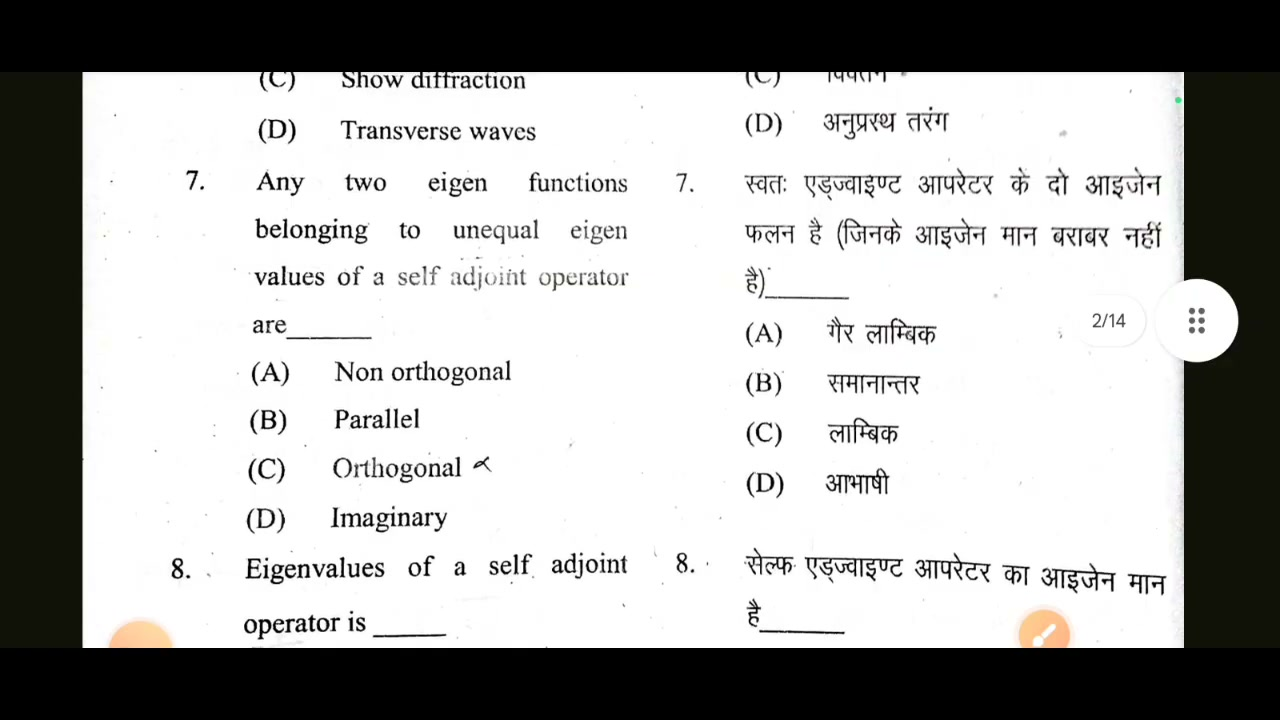 (C) Show diffraction
(D) Transverse waves
7. Any two eigen functions
belonging to unequal eigen
values of a self adjoint operator
are______
(A) Non orthogonal
(B) Parallel
(C) Orthogonal
(D) Imaginary
8. Eigenvalues of a self adjoint
operator is _____
(C) विवर्तन
(D) अनुप्रस्थ तरंग
7. स्वतः एड्ज्वाइण्ट आपरेटर के दो आइजेन
फलन है (जिनके आइजेन मान बराबर नहीं
है)______
(A) गैर लाम्बिक
(B) समानान्तर
(C) लाम्बिक
(D) आभाषी
8. सेल्फ एड्ज्वाइण्ट आपरेटर का आइजेन मान
है______
2/14